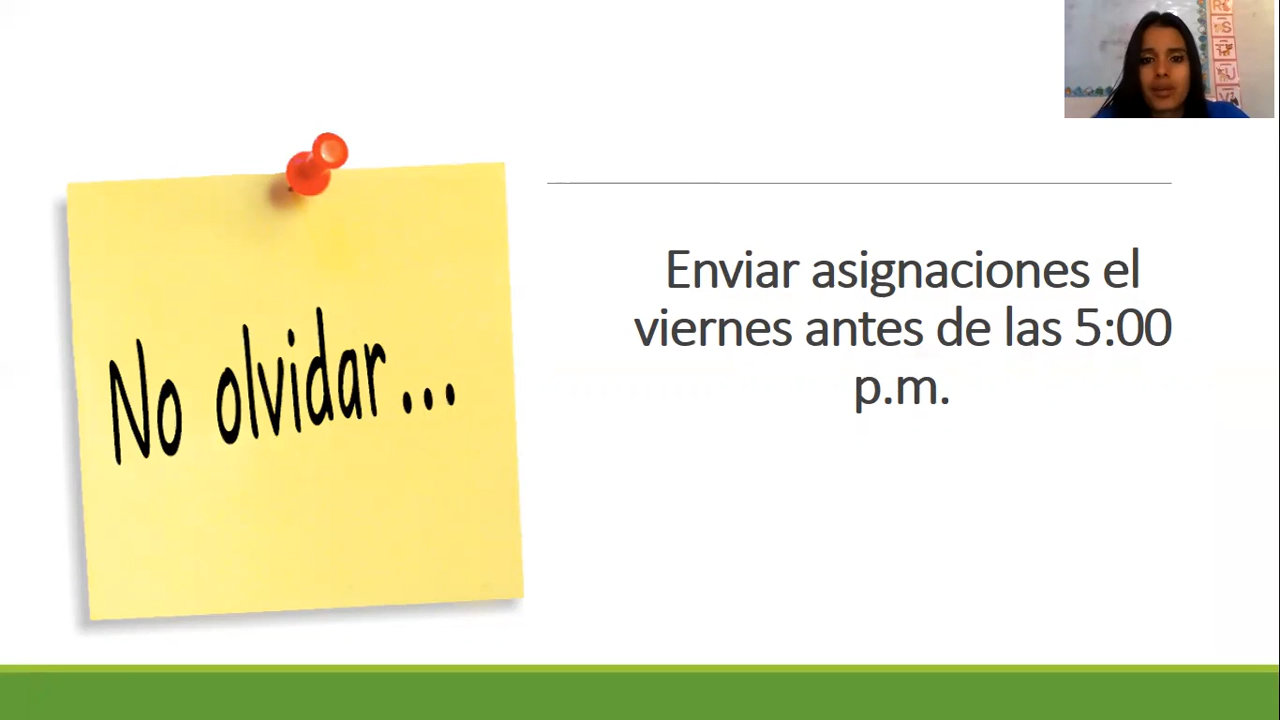 No olvidar...
Enviar asignaciones el
viernes antes de las 5:00
p.m.
R
S
U
V